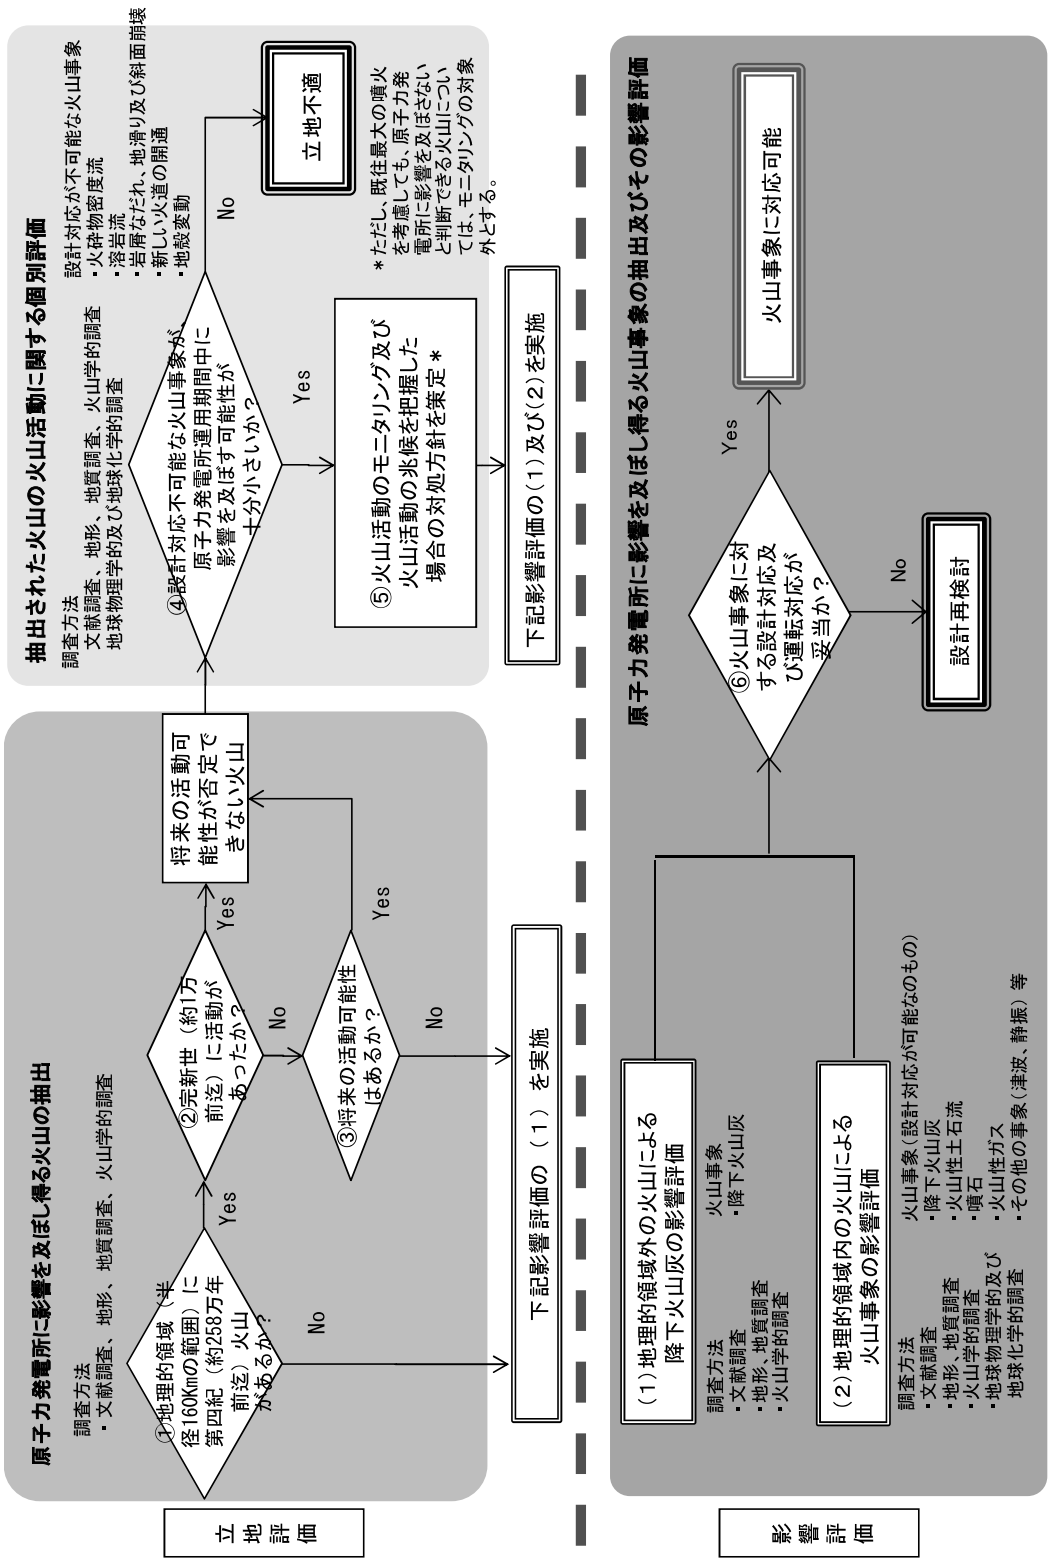 立地評価
原子力発電所に影響を及ぼし得る火山の抽出
調査方法
・文献調査、地形、地質調査、火山学的調査
①地理的領域（半
径160Kmの範囲）に
第四紀（約258万年
前迄）火山
があるか？
Yes
No
②完新世（約1万
前迄）に活動が
あったか？
Yes
No
③将来の活動可能性
はあるか？
Yes
No
将来の活動可
能性が否定で
きない火山
下記影響評価の（1）を実施
抽出された火山の火山活動に関する個別評価
調査方法
文献調査、地形、地質調査、火山学的調査
地球物理学的及び地球化学的調査
設計対応が不可能な火山事象
・火砕物密度流
・溶岩流
・岩屑なだれ、地滑り及び斜面崩壊
・新しい火道の開通
・地殻変動
④設計対応不可能な火山事象が、
原子力発電所運用期間中に
影響を及ぼす可能性が
十分小さいか？
No
Yes
立地不適
⑤火山活動のモニタリング及び
火山活動の兆候を把握した
場合の対処方針を策定＊
＊ただし、既往最大の噴火
を考慮しても、原子力発
電所に影響を及ぼさない
と判断できる火山につい
ては、モニタリングの対象
外とする。
下記影響評価の(1)及び(2)を実施
影響評価
原子力発電所に影響を及ぼし得る火山事象の抽出及びその影響評価
(1)地理的領域外の火山による
降下火山灰の影響評価
調査方法
・文献調査
・地形、地質調査
・火山学的調査
火山事象
・降下火山灰
(2)地理的領域内の火山による
火山事象の影響評価
調査方法
・文献調査
・地形、地質調査
・火山学的調査
・地球物理学的及び
地球化学的調査
火山事象(設計対応が可能なのもの)
・降下火山灰
・火山性土石流
・噴石
・火山性ガス
・その他の事象(津波、静振)等
⑥火山事象に対
する設計対応及
び運転対応が
妥当か？
Yes
No
火山事象に対応可能
設計再検討